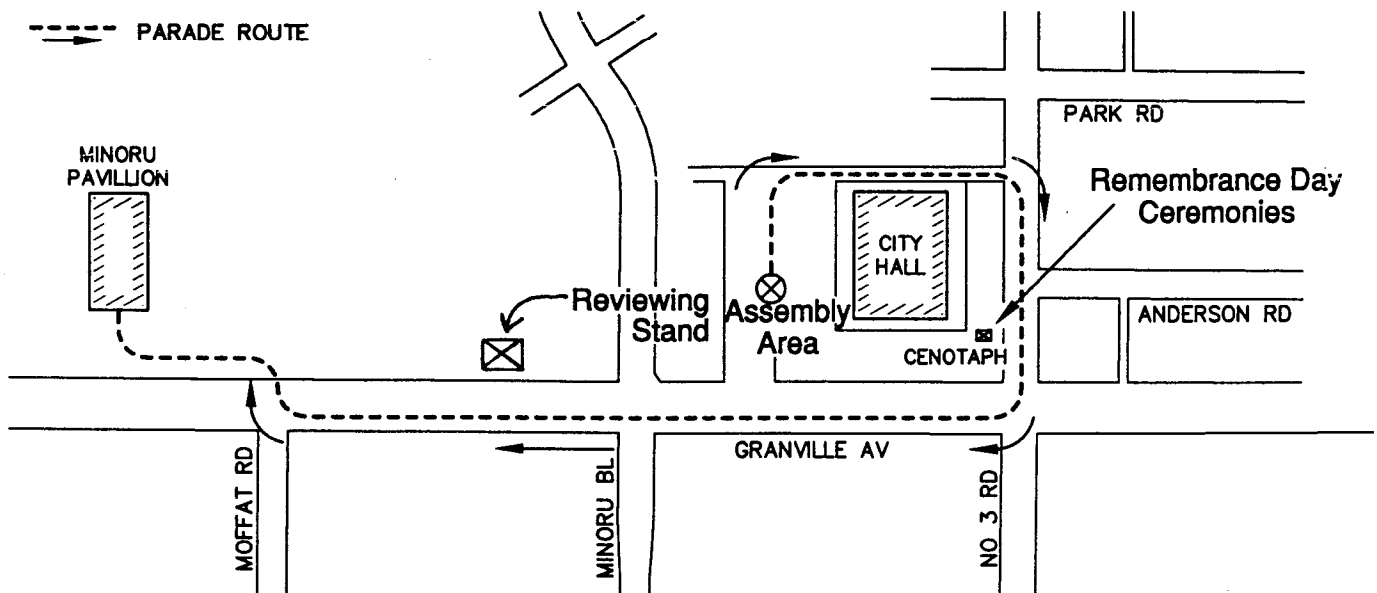 PARADE ROUTE
PARK RD
MINORU
PAVILLION
Remembrance Day
Ceremonies
CITY
HALL
Reviewing
Stand
Assembly
Area
ANDERSON RD
CENOTAPH
GRANVILLE AV
MOFFAT RD
MINORU BL
NO 3 RD